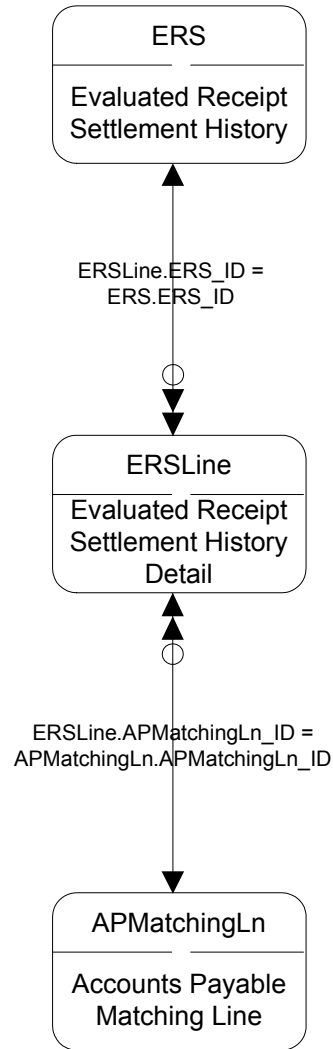 ERS
Evaluated Receipt
Settlement History
ERSLine.ERS_ID =
ERS.ERS_ID
ERSLine
Evaluated Receipt
Settlement History
Detail
ERSLine.APMatchingLn_ID =
APMatchingLn.APMatchingLn_ID
APMatchingLn
Accounts Payable
Matching Line